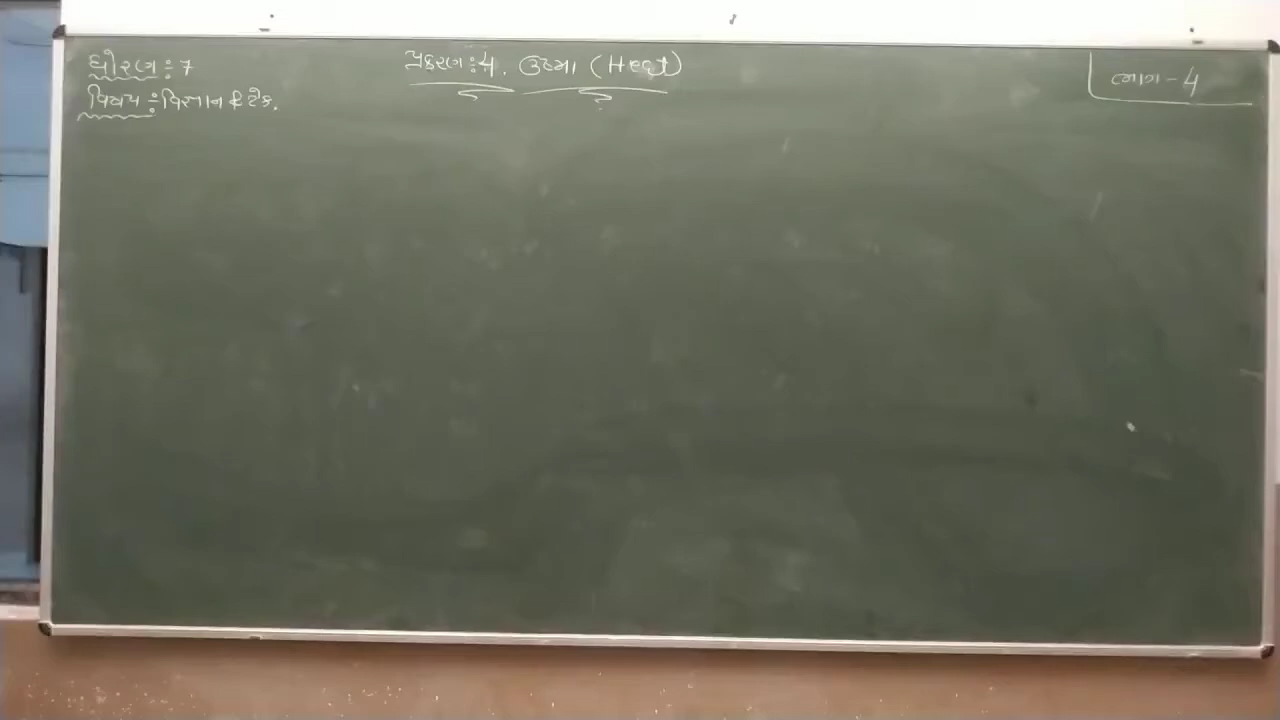 ધોરણ : 7
પ્રકરણ : 4. ઉષ્મા (Heat)
ભાગ - 4
વિષય : વિજ્ઞાન & ટેક.